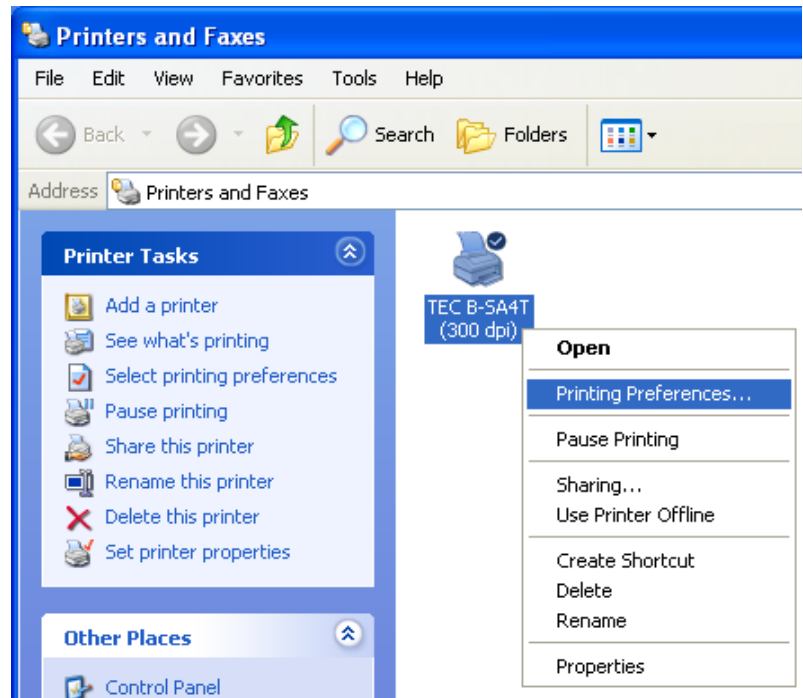 Printers and Faxes
File Edit View Favorites Tools Help
Back Search Folders
Address Printers and Faxes
Printer Tasks
Add a printer
See what's printing
Select printing preferences
Pause printing
Share this printer
Rename this printer
Delete this printer
Set printer properties
Other Places
Control Panel
TEC B-SA4T
(300 dpi)
Open
Printing Preferences...
Pause Printing
Sharing...
Use Printer Offline
Create Shortcut
Delete
Rename
Properties